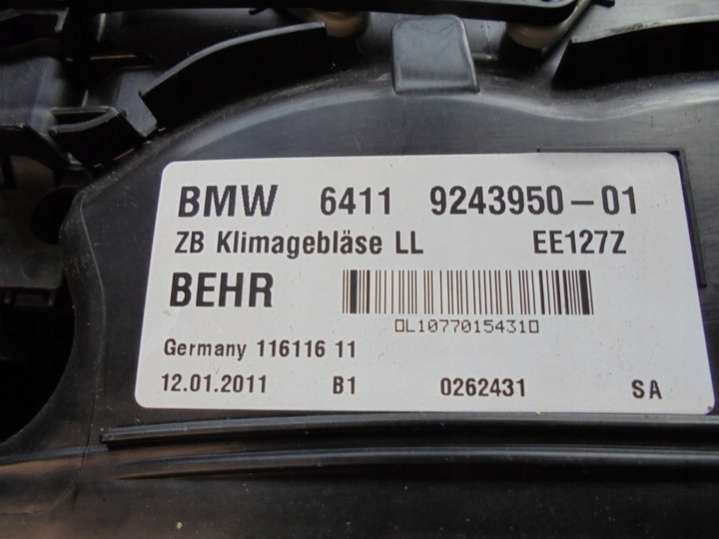 BMW 6411 9243950-01
ZB Klimagebläse LL EE127Z
BEHR
0L10770154310
Germany 116116 11
12.01.2011 B1 0262431 SA